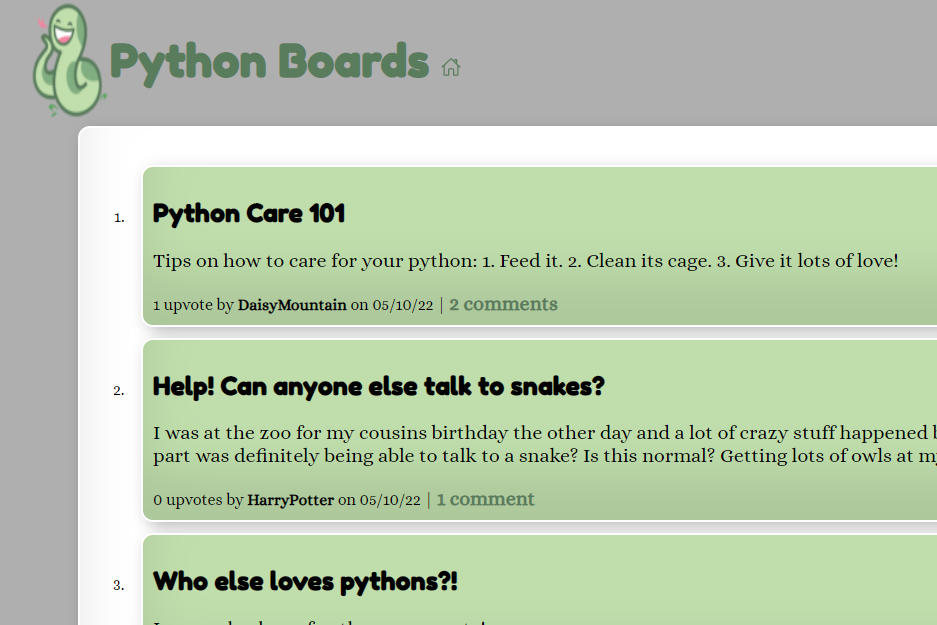 Python Boards
1.
Python Care 101
Tips on how to care for your python: 1. Feed it. 2. Clean its cage. 3. Give it lots of love!
1 upvote by DaisyMountain on 05/10/22 | 2 comments
2.
Help! Can anyone else talk to snakes?
I was at the zoo for my cousins birthday the other day and a lot of crazy stuff happened
part was definitely being able to talk to a snake? Is this normal? Getting lots of owls at
0 upvotes by HarryPotter on 05/10/22 | 1 comment
3.
Who else loves pythons?!